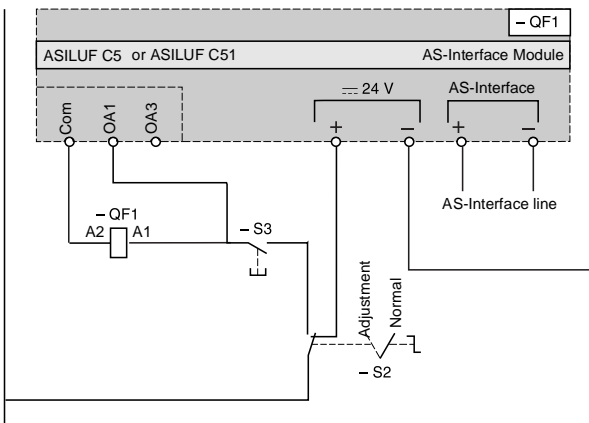 – QF1
ASILUF C5 or ASILUF C51 AS-Interface Module
24 V AS-Interface
Com OA1 OA3
+ – + –
AS-Interface line
– QF1
A2 A1
– S3
Adjustment
Normal
– S2